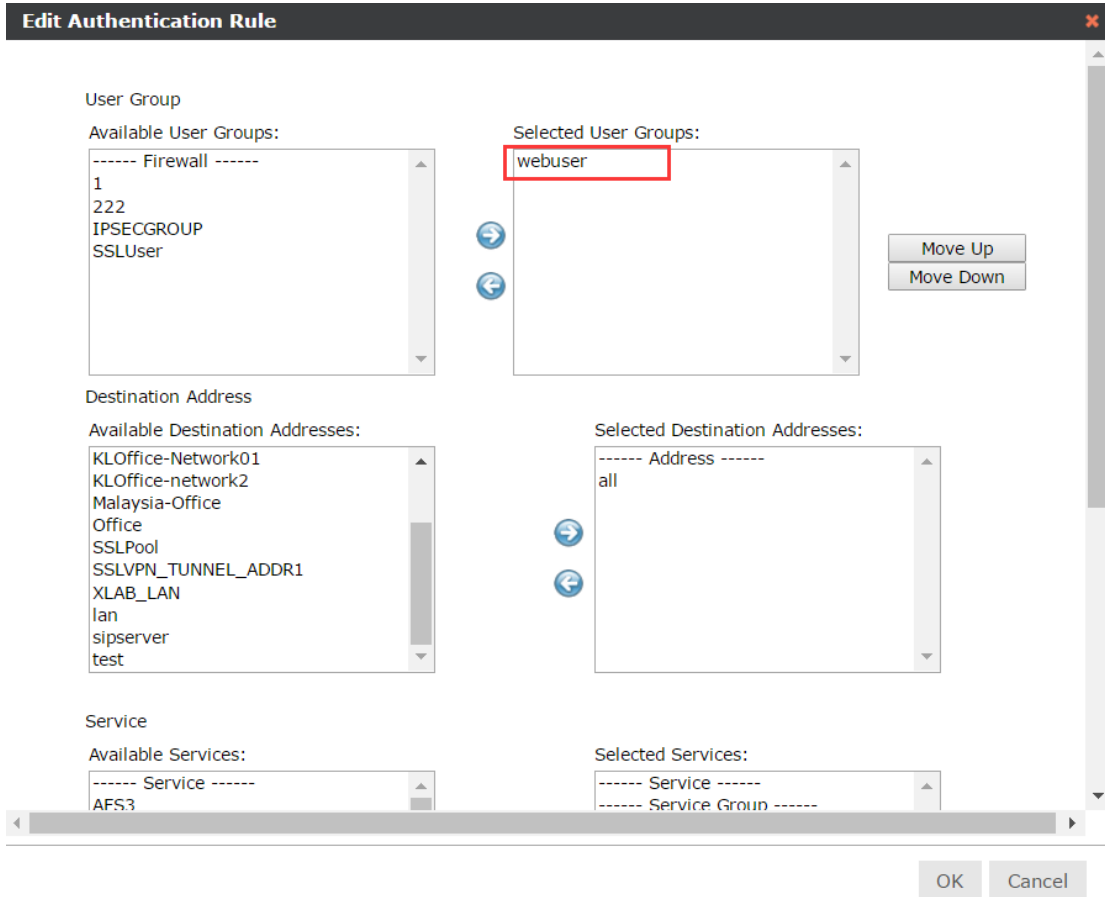 Edit Authentication Rule
User Group
Available User Groups:
------ Firewall ------
1
222
IPSECGROUP
SSLUser
Selected User Groups:
webuser
Move Up
Move Down
Destination Address
Available Destination Addresses:
KLOffice-Network01
KLOffice-network2
Malaysia-Office
Office
SSLPool
SSLVPN_TUNNEL_ADDR1
XLAB_LAN
lan
sipserver
test
Selected Destination Addresses:
------ Address ------
all
Service
Available Services:
------ Service ------
AFS3
Selected Services:
------ Service ------
------ Service Group ------
OK
Cancel